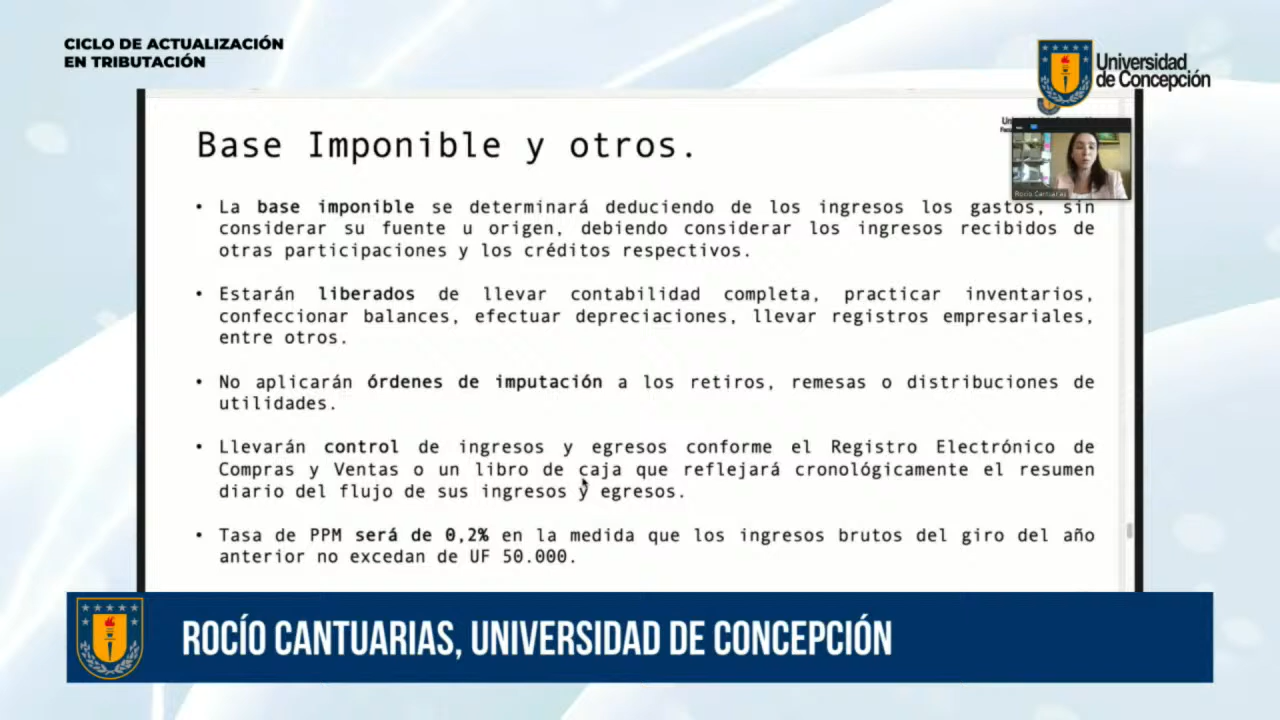 CICLO DE ACTUALIZACIÓN
EN TRIBUTACIÓN
Universidad
de Concepción
Base Imponible y otros.
Rocío Cantuarias
• La base imponible se determinará deduciendo de los ingresos los gastos, sin
considerar su fuente u origen, debiendo considerar los ingresos recibidos de
otras participaciones y los créditos respectivos.
• Estarán liberados de llevar contabilidad completa, practicar inventarios,
confeccionar balances, efectuar depreciaciones, llevar registros empresariales,
entre otros.
• No aplicarán órdenes de imputación a los retiros, remesas o distribuciones de
utilidades.
• Llevarán control de ingresos y egresos conforme el Registro Electrónico de
Compras y Ventas o un libro de caja que reflejará cronológicamente el resumen
diario del flujo de sus ingresos y egresos.
• Tasa de PPM será de 0,2% en la medida que los ingresos brutos del giro del año
anterior no excedan de UF 50.000.
ROCÍO CANTUARIAS, UNIVERSIDAD DE CONCEPCIÓN